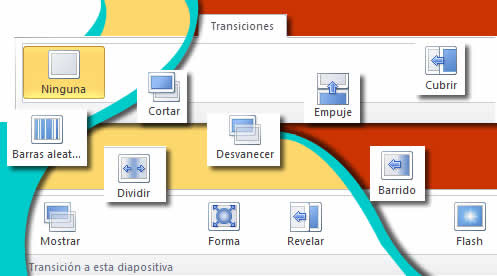 Transiciones
Ninguna
Cortar
Empuje
Cubrir
Barras aleat...
Dividir
Desvanecer
Barrido
Mostrar
Forma
Revelar
Flash
Transición a esta diapositiva